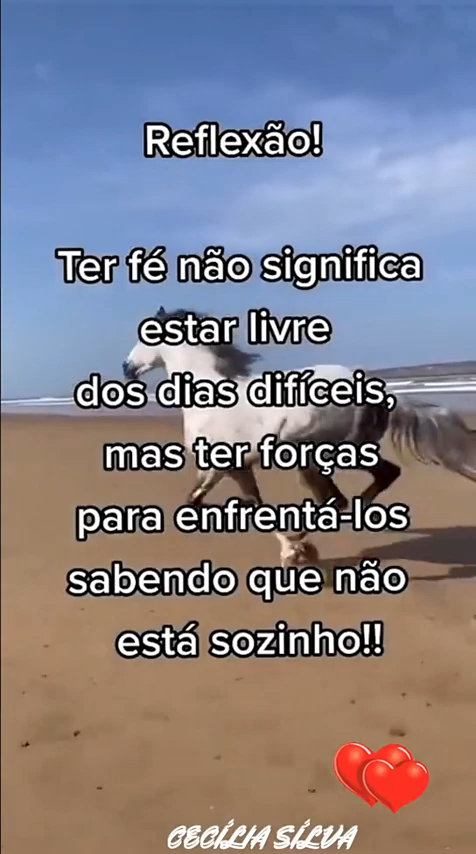 Reflexão!
Ter fé não significa
estar livre
dos dias difíceis,
mas ter forças
para enfrentá-los
sabendo que não
está sozinho!!
CECÍLIA SÍLVA